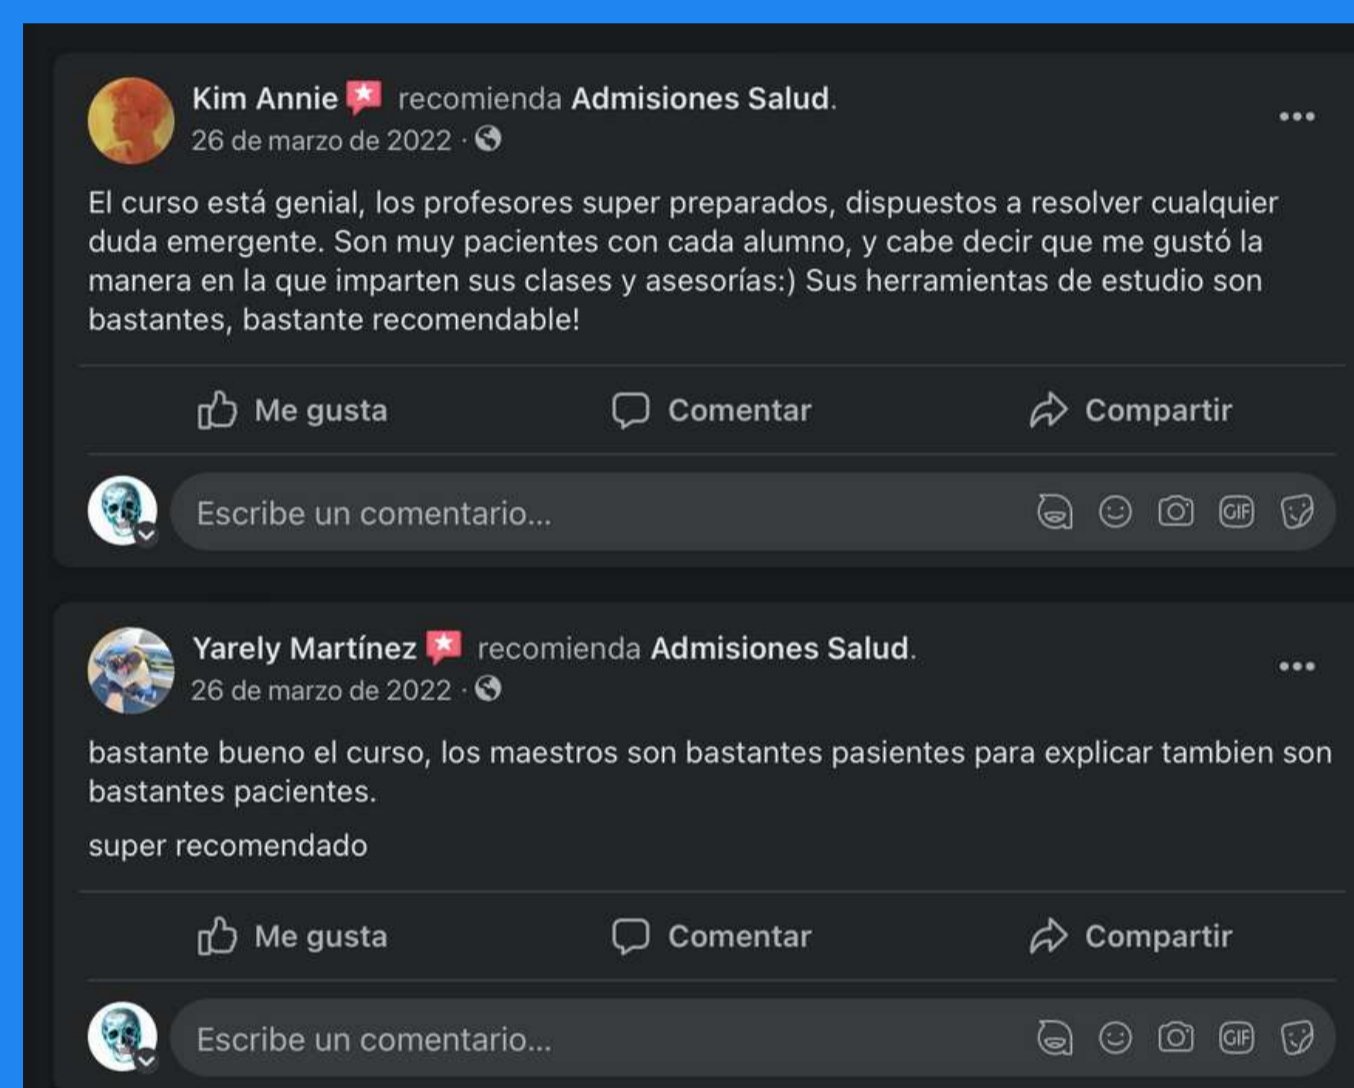 Kim Annie recomienda Admisiones Salud.
26 de marzo de 2022 ·
El curso está genial, los profesores super preparados, dispuestos a resolver cualquier
duda emergente. Son muy pacientes con cada alumno, y cabe decir que me gustó la
manera en la que imparten sus clases y asesorías:) Sus herramientas de estudio son
bastantes, bastante recomendable!
Me gusta Comentar Compartir
Escribe un comentario... GIF
Yarely Martínez recomienda Admisiones Salud.
26 de marzo de 2022 ·
bastante bueno el curso, los maestros son bastantes pasientes para explicar tambien son
bastantes pacientes.
super recomendado
Me gusta Comentar Compartir
Escribe un comentario... GIF